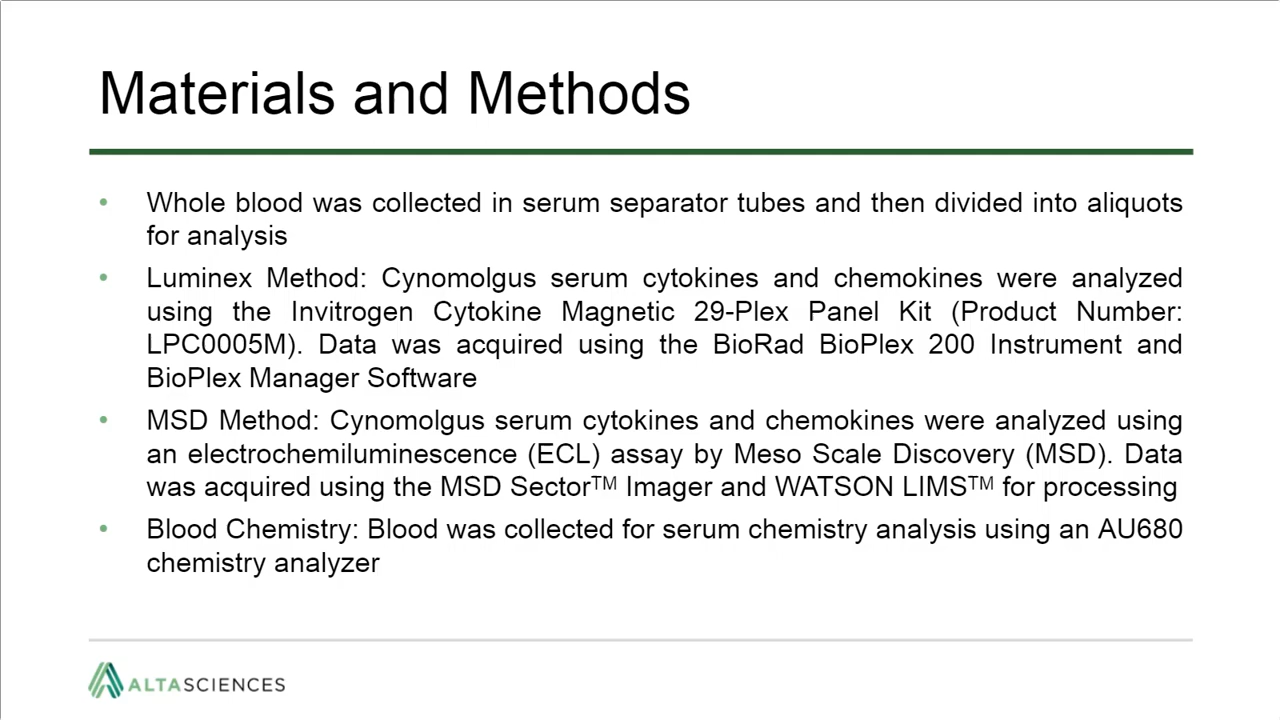 Materials and Methods
• Whole blood was collected in serum separator tubes and then divided into aliquots
for analysis
• Luminex Method: Cynomolgus serum cytokines and chemokines were analyzed
using the Invitrogen Cytokine Magnetic 29-Plex Panel Kit (Product Number:
LPC0005M). Data was acquired using the BioRad BioPlex 200 Instrument and
BioPlex Manager Software
• MSD Method: Cynomolgus serum cytokines and chemokines were analyzed using
an electrochemiluminescence (ECL) assay by Meso Scale Discovery (MSD). Data
was acquired using the MSD Sector™ Imager and WATSON LIMS™ for processing
• Blood Chemistry: Blood was collected for serum chemistry analysis using an AU680
chemistry analyzer
ALTASCIENCES